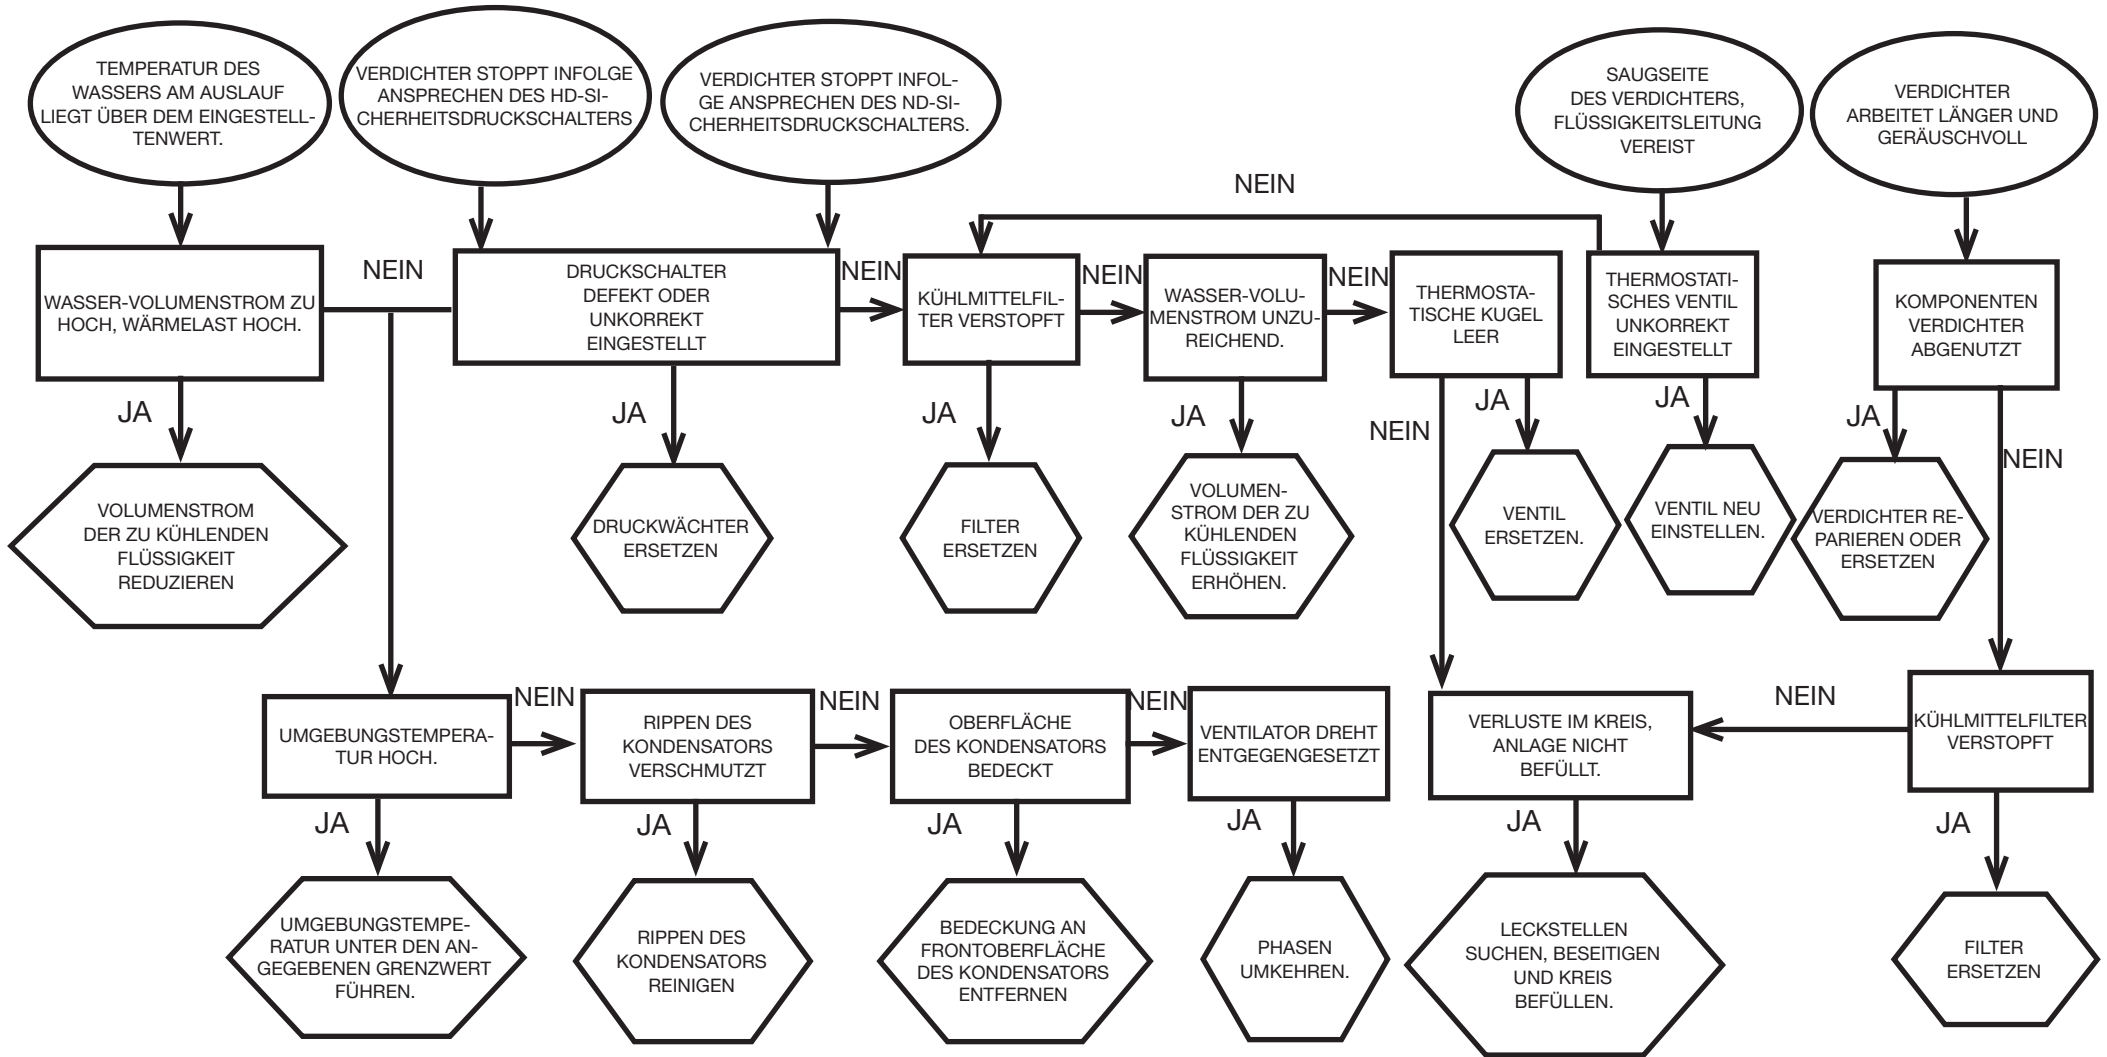 TEMPERATUR DES
WASSERS AM AUSLAUF
LIEGT ÜBER DEM EINGESTELL-
TENWERT.
VERDICHTER STOPPT INFOLGE
ANSPRECHEN DES HD-SI-
CHERHEITSDRUCKSCHALTERS
VERDICHTER STOPPT INFOL-
GE ANSPRECHEN DES ND-SI-
CHERHEITSDRUCKSCHALTERS.
SAUGSEITE
DES VERDICHTERS,
FLÜSSIGKEITSLEITUNG
VEREIST
VERDICHTER
ARBEITET LÄNGER UND
GERÄUSCHVOLL
NEIN
WASSER-VOLUMENSTROM ZU
HOCH, WÄRMELAST HOCH.
NEIN
DRUCKSCHALTER
DEFEKT ODER
UNKORREKT
EINGESTELLT
NEIN
KÜHLMITTELFIL-
TER VERSTOPFT
NEIN
WASSER-VOLU-
MENSTROM UNZU-
REICHEND.
NEIN
THERMOSTA-
TISCHE KUGEL
LEER
THERMOSTATI-
SCHES VENTIL
UNKORREKT
EINGESTELLT
KOMPONENTEN
VERDICHTER
ABGENUTZT
JA
JA
JA
JA
NEIN
JA
JA
JA
NEIN
VOLUMENSTROM
DER ZU KÜHLENDEN
FLÜSSIGKEIT
REDUZIEREN
DRUCKWÄCHTER
ERSETZEN
FILTER
ERSETZEN
VOLUMEN-
STROM DER ZU
KÜHLENDEN
FLÜSSIGKEIT
ERHÖHEN.
VENTIL
ERSETZEN.
VENTIL NEU
EINSTELLEN.
VERDICHTER RE-
PARIEREN ODER
ERSETZEN
UMGEBUNGSTEMPERA-
TUR HOCH.
NEIN
RIPPEN DES
KONDENSATORS
VERSCHMUTZT
NEIN
OBERFLÄCHE
DES KONDENSATORS
BEDECKT
NEIN
VENTILATOR DREHT
ENTGEGENGESETZT
VERLUSTE IM KREIS,
ANLAGE NICHT
BEFÜLLT.
NEIN
KÜHLMITTELFILTER
VERSTOPFT
JA
JA
JA
JA
JA
JA
UMGEBUNGSTEMPE-
RATUR UNTER DEN AN-
GEGEBENEN GRENZWERT
FÜHREN.
RIPPEN DES
KONDENSATORS
REINIGEN
BEDECKUNG AN
FRONTOBERFLÄCHE
DES KONDENSATORS
ENTFERNEN
PHASEN
UMKEHREN.
LECKSTELLEN
SUCHEN, BESEITIGEN
UND KREIS
BEFÜLLEN.
FILTER
ERSETZEN